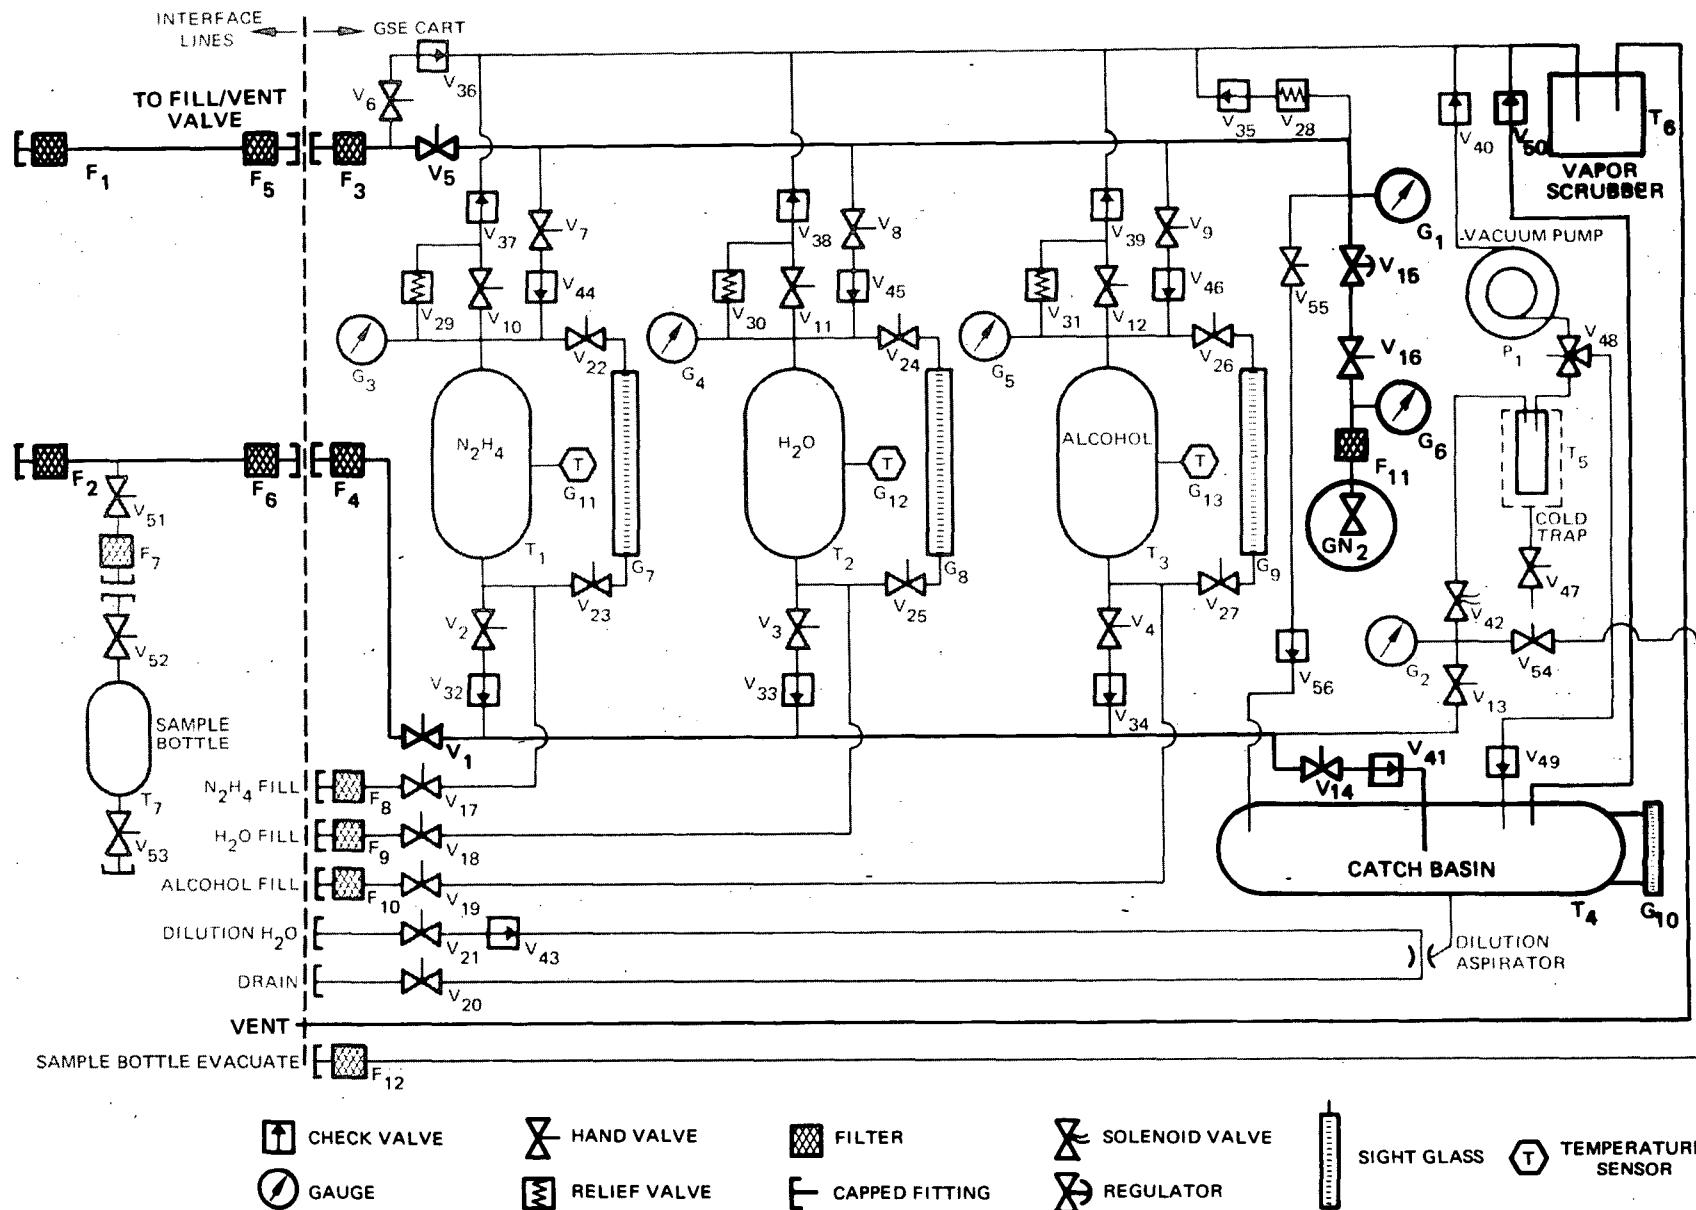 INTERFACE LINES
GSE CART
TO FILL/VENT VALVE
V6
V36
F1
F5
F3
V5
V35
V28
V40
V50
T6
VAPOR SCRUBBER
V37
V7
V38
V8
V39
V9
G1
VACUUM PUMP
V29
V10
V44
V30
V11
V45
V31
V12
V46
V55
V15
G3
V22
G4
V24
G5
V26
V16
P1
V48
N2H4
H2O
ALCOHOL
G6
T
G11
T
G12
T
G13
F11
T5
F2
F6
F4
V51
F7
T1
G7
T2
G8
T3
G9
GN2
COLD TRAP
V47
V23
V25
V27
V2
V3
V4
V42
V52
G2
V54
V32
V33
V34
V56
V13
SAMPLE BOTTLE
V1
V14
V41
V49
T7
N2H4 FILL
F8
V17
V53
H2O FILL
F9
V18
CATCH BASIN
ALCOHOL FILL
F10
V19
T4
G10
DILUTION H2O
V21
V43
DILUTION ASPIRATOR
DRAIN
V20
VENT
SAMPLE BOTTLE EVACUATE
F12
CHECK VALVE
HAND VALVE
FILTER
SOLENOID VALVE
SIGHT GLASS
T
TEMPERATURE SENSOR
GAUGE
RELIEF VALVE
CAPPED FITTING
REGULATOR